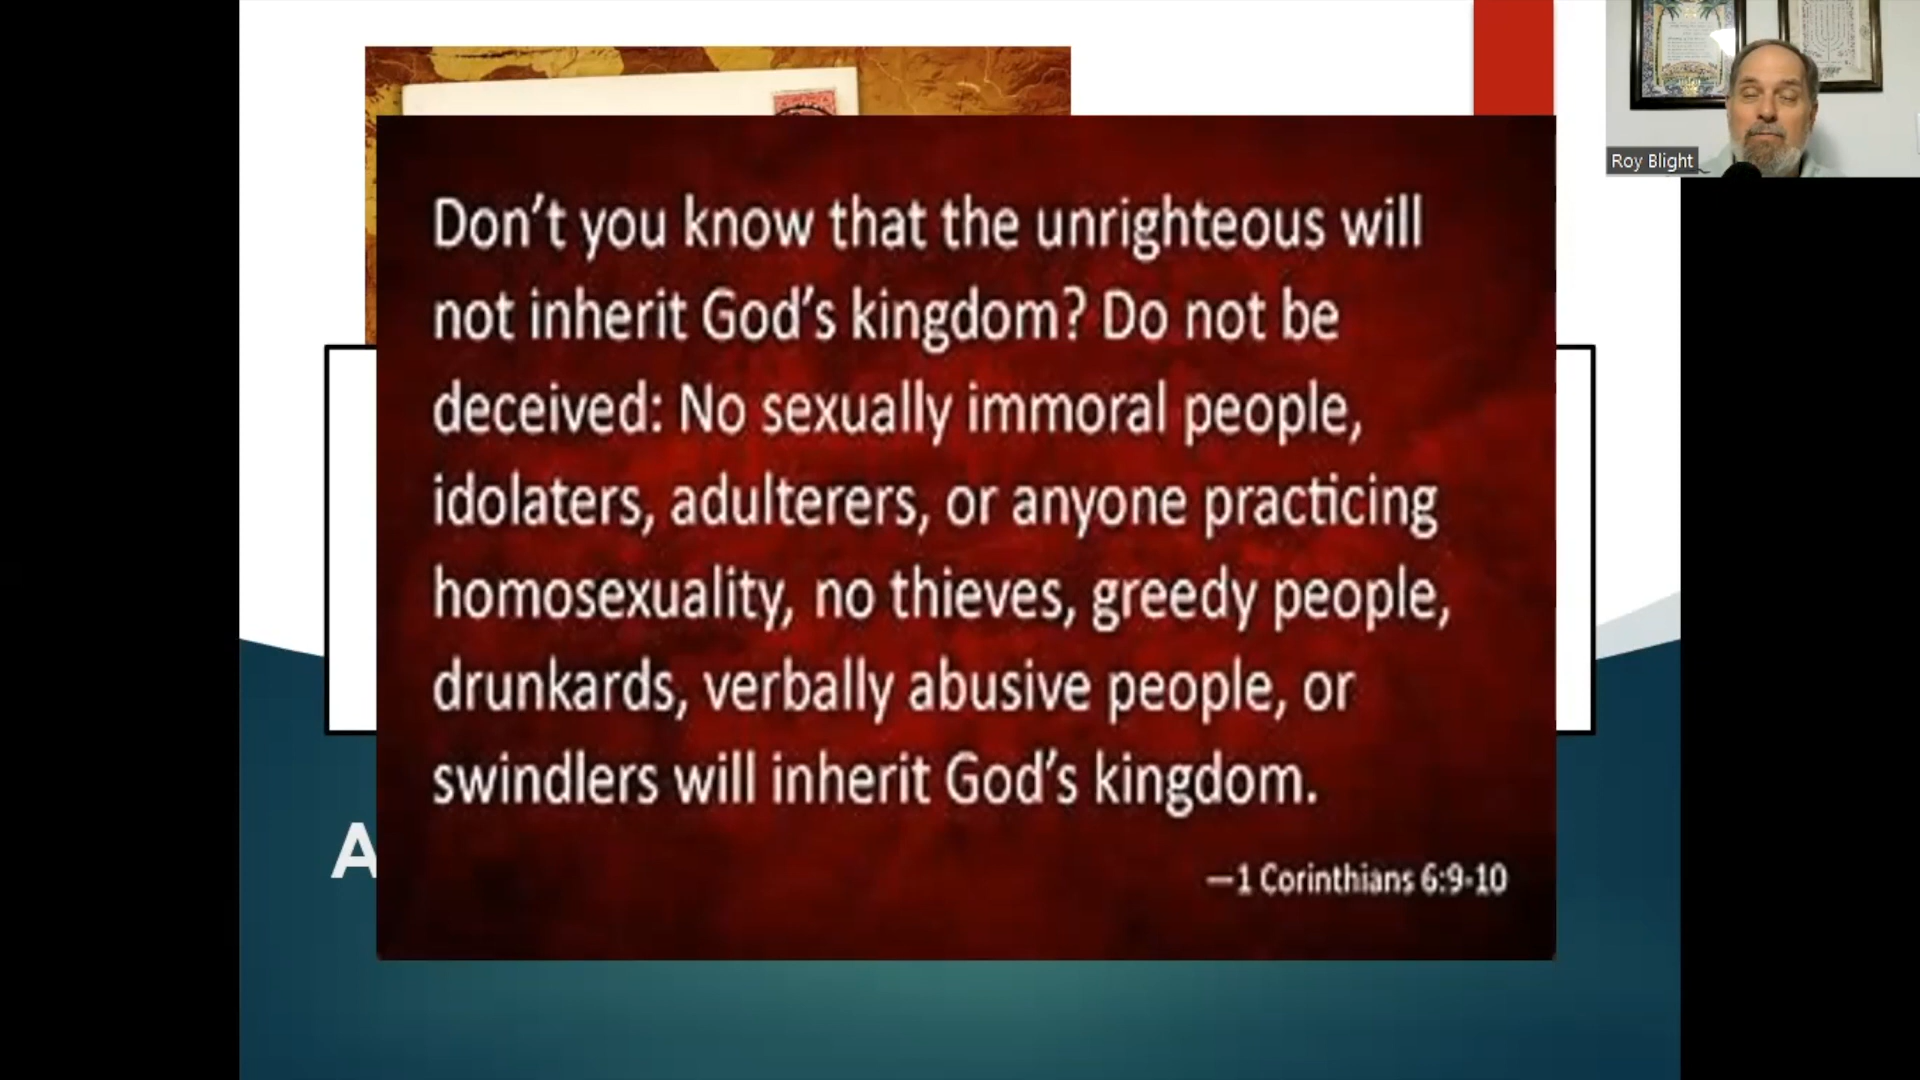 Roy Blight
Don't you know that the unrighteous will
not inherit God's kingdom? Do not be
deceived: No sexually immoral people,
idolaters, adulterers, or anyone practicing
homosexuality, no thieves, greedy people,
drunkards, verbally abusive people, or
swindlers will inherit God's kingdom.
—1 Corinthians 6:9-10
A